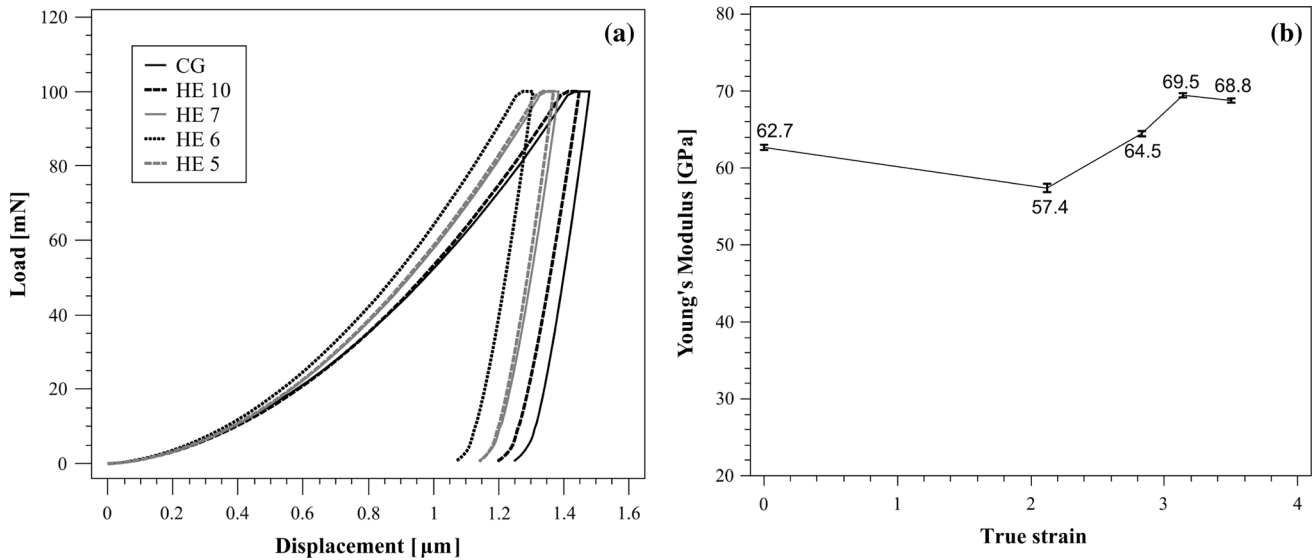 (a)
CG
HE 10
HE 7
HE 6
HE 5
Load [mN]
120
100
80
60
40
20
0
0 0.2 0.4 0.6 0.8 1 1.2 1.4 1.6
Displacement [µm]
(b)
Young's Modulus [GPa]
80
70
60
50
40
30
20
62.7
57.4
64.5
69.5
68.8
0 1 2 3 4
True strain